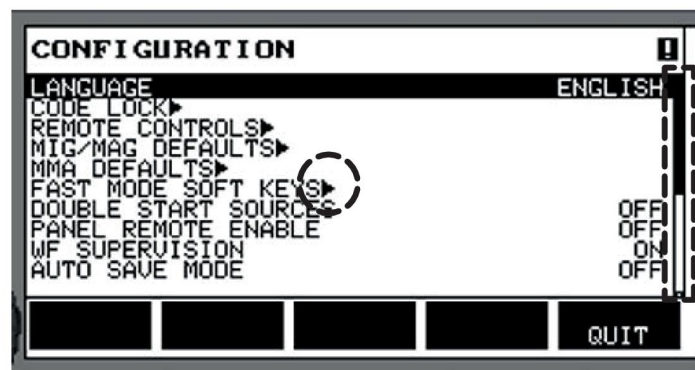 CONFIGURATION
LANGUAGE ENGLISH
CODE LOCK▶
REMOTE CONTROLS▶
MIG/MAG DEFAULTS▶
MMA DEFAULTS▶
FAST MODE SOFT KEYS▶
DOUBLE START SOURCES OFF
PANEL REMOTE ENABLE OFF
WF SUPERVISION ON
AUTO SAVE MODE OFF
QUIT